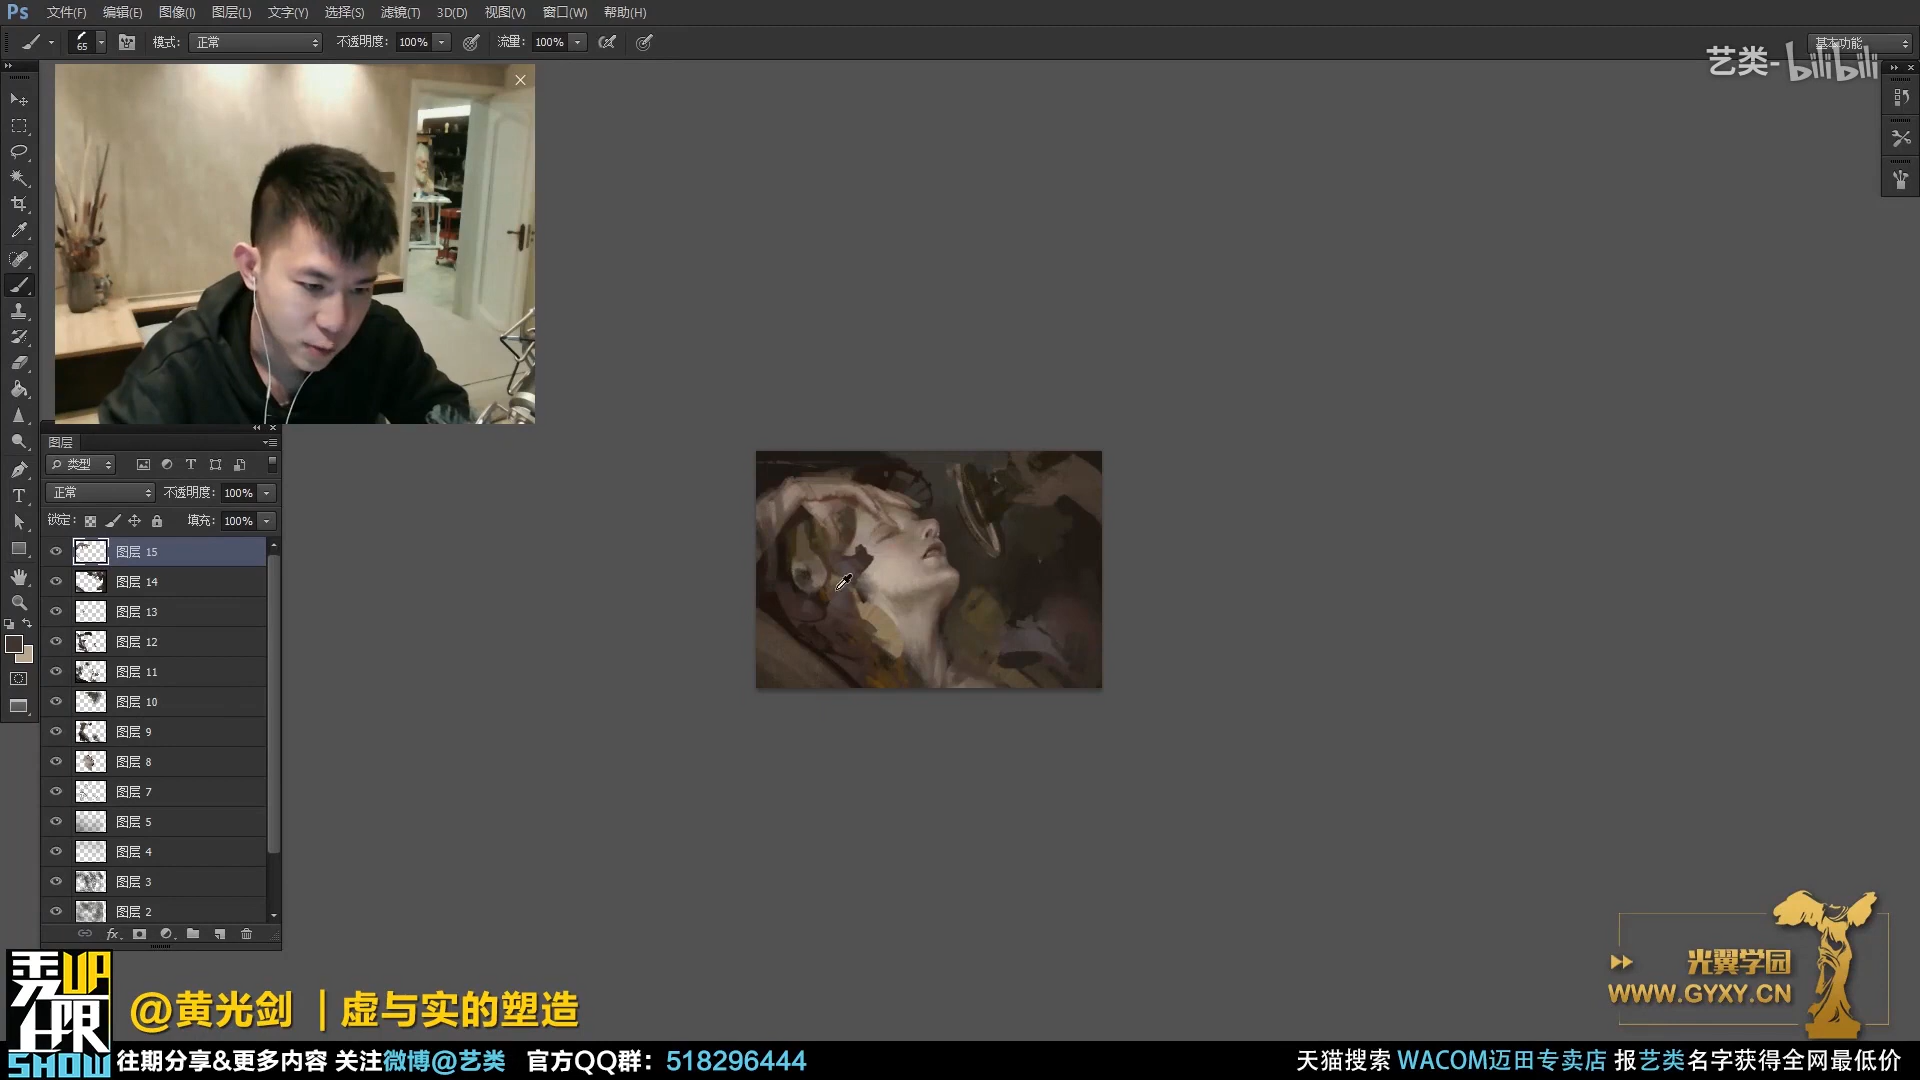 Ps 文件(F) 编辑(E) 图像(I) 图层(L) 文字(Y) 选择(S) 滤镜(T) 3D(D) 视图(V) 窗口(W) 帮助(H)
65 模式: 正常 不透明度: 100% 流量: 100% 基本功能
艺类-bilibili
图层
类型
正常 不透明度: 100%
锁定: 填充: 100%
图层 15
图层 14
图层 13
图层 12
图层 11
图层 10
图层 9
图层 8
图层 7
图层 5
图层 4
图层 3
图层 2
fx
光翼学园
WWW.GYXY.CN
UP
SHOW
@黄光剑 | 虚与实的塑造
往期分享&更多内容 关注微博@艺类 官方QQ群: 518296444
天猫搜索 WACOM迈田专卖店 报艺类名字获得全网最低价